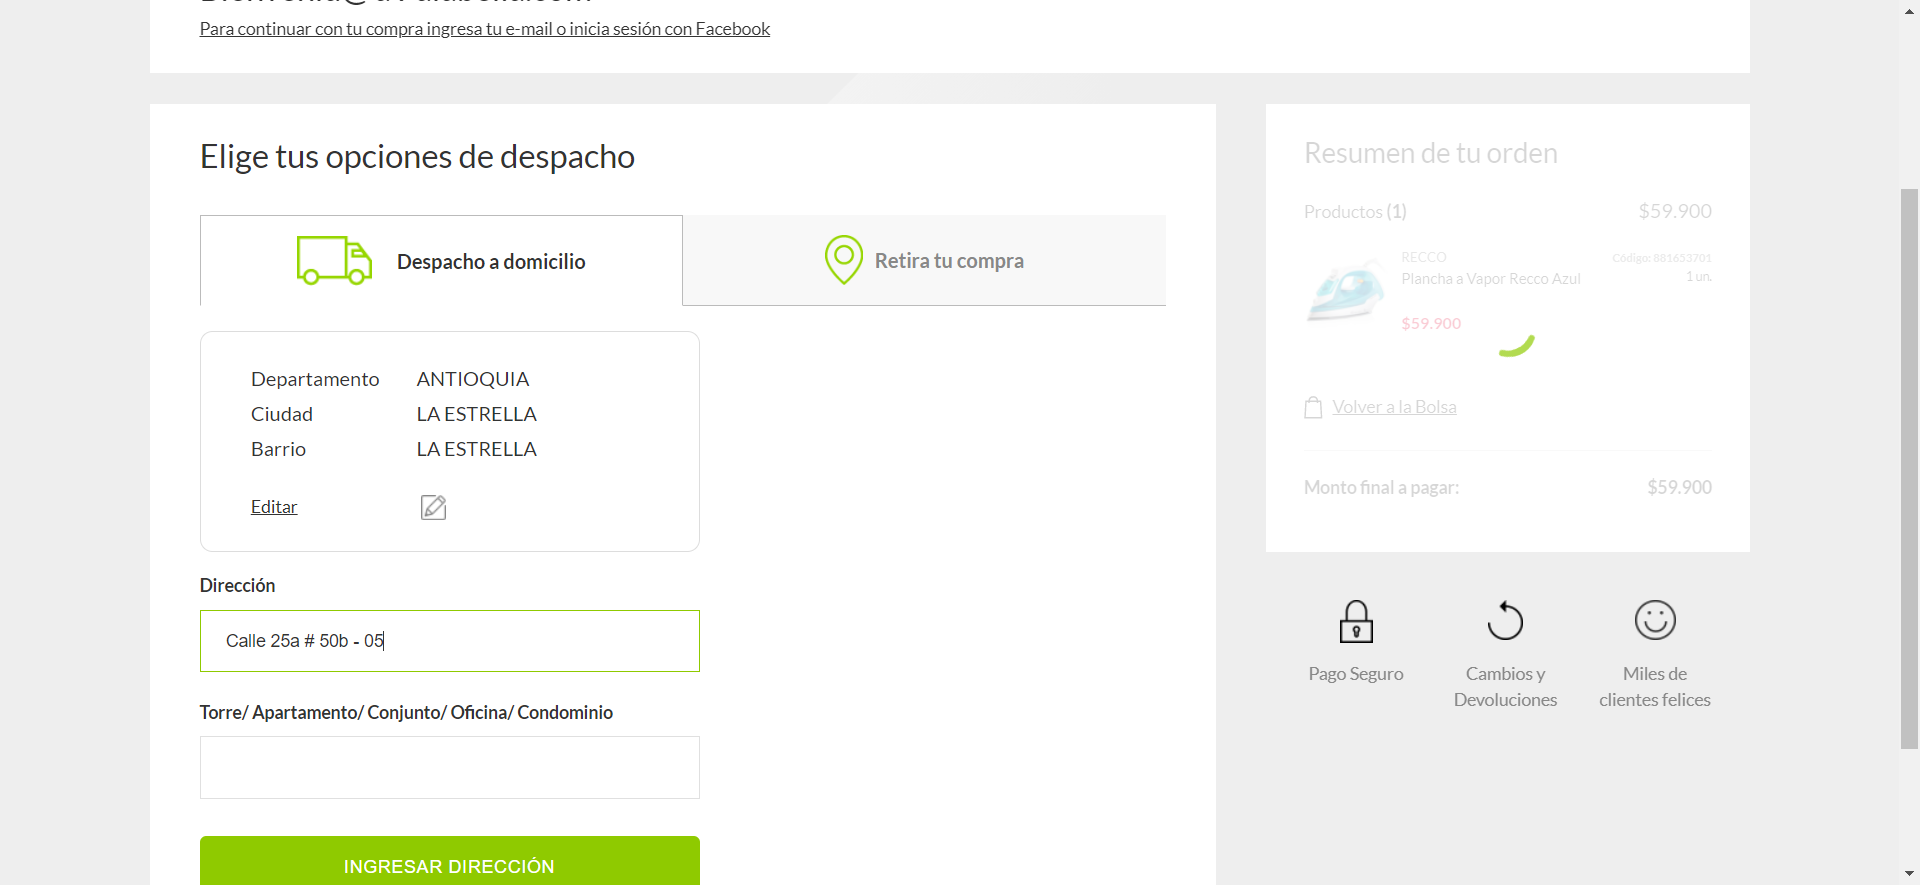 Para continuar con tu compra ingresa tu e-mail o inicia sesión con Facebook
Elige tus opciones de despacho
Despacho a domicilio
Retira tu compra
Departamento ANTIOQUIA
Ciudad LA ESTRELLA
Barrio LA ESTRELLA
Editar
Dirección
Calle 25a # 50b - 05
Torre/ Apartamento/ Conjunto/ Oficina/ Condominio
INGRESAR DIRECCIÓN
Resumen de tu orden
Productos (1) $59.900
RECCO Código: 881653701
Plancha a Vapor Recco Azul 1 un.
$59.900
Volver a la Bolsa
Monto final a pagar: $59.900
Pago Seguro
Cambios y
Devoluciones
Miles de
clientes felices